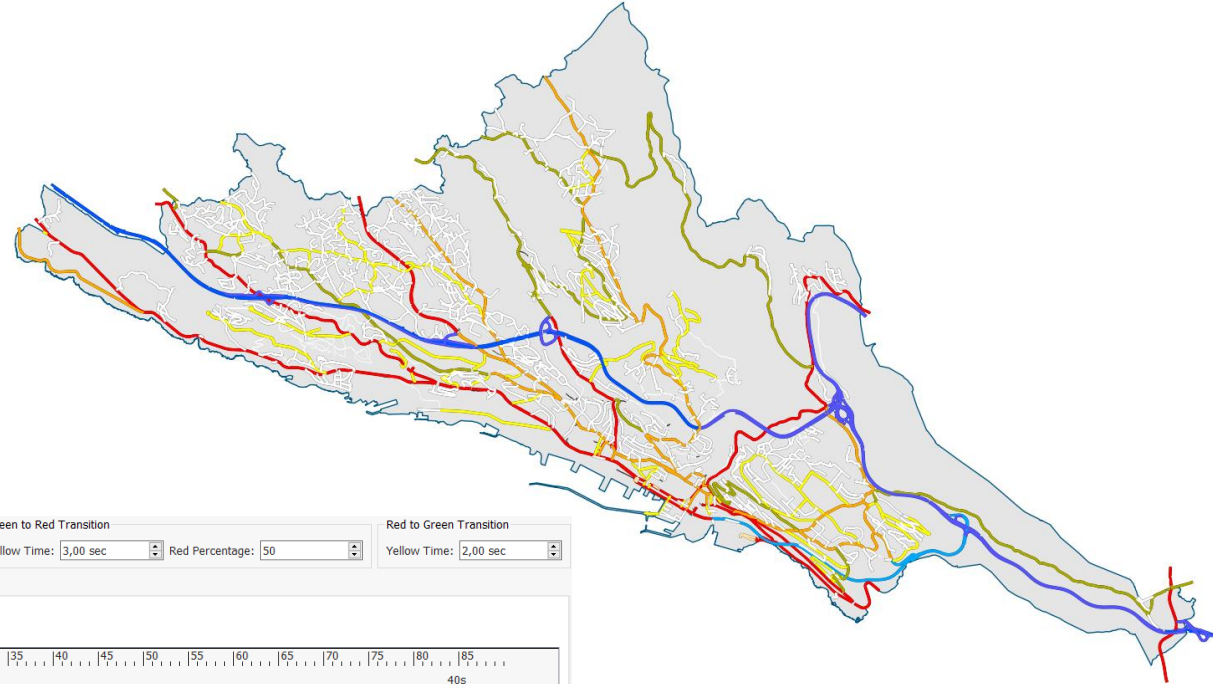 een to Red Transition
llow Time: 3,00 sec Red Percentage: 50
Red to Green Transition
Yellow Time: 2,00 sec
35 40 45 50 55 60 65 70 75 80 85
40s